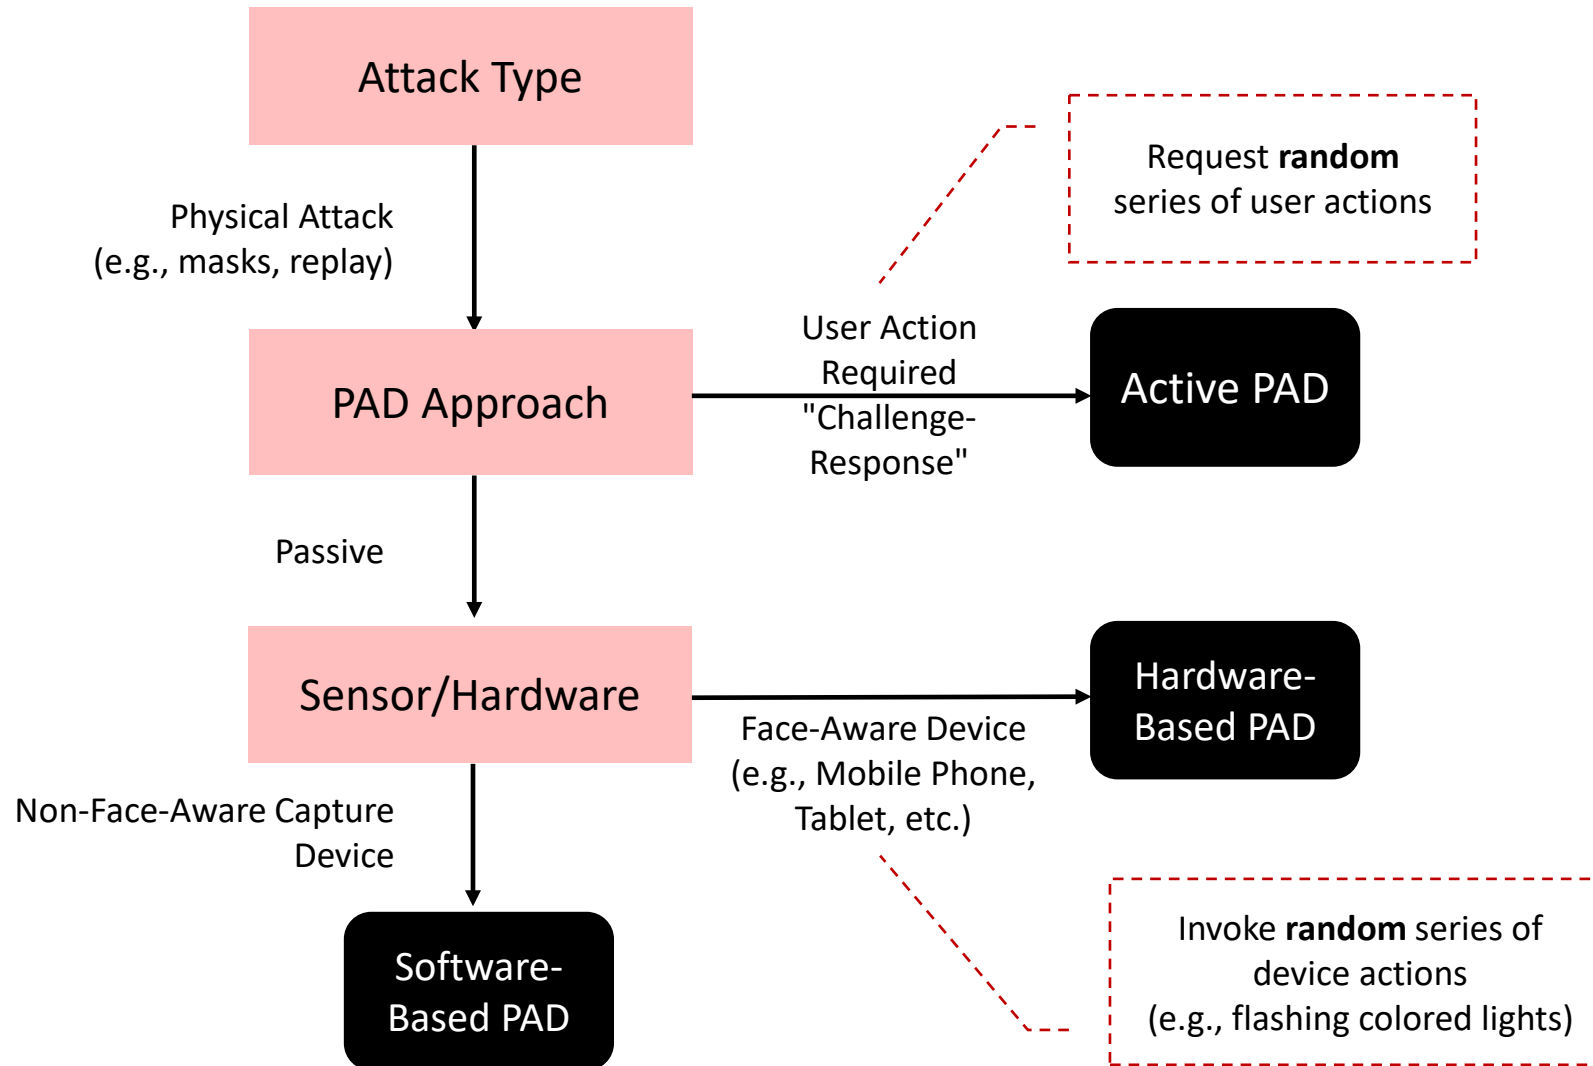 Attack Type
Request random
series of user actions
Physical Attack
(e.g., masks, replay)
User Action
Required
"Challenge-
Response"
PAD Approach
Active PAD
Passive
Sensor/Hardware
Hardware-
Based PAD
Face-Aware Device
(e.g., Mobile Phone,
Tablet, etc.)
Non-Face-Aware Capture
Device
Software-
Based PAD
Invoke random series of
device actions
(e.g., flashing colored lights)